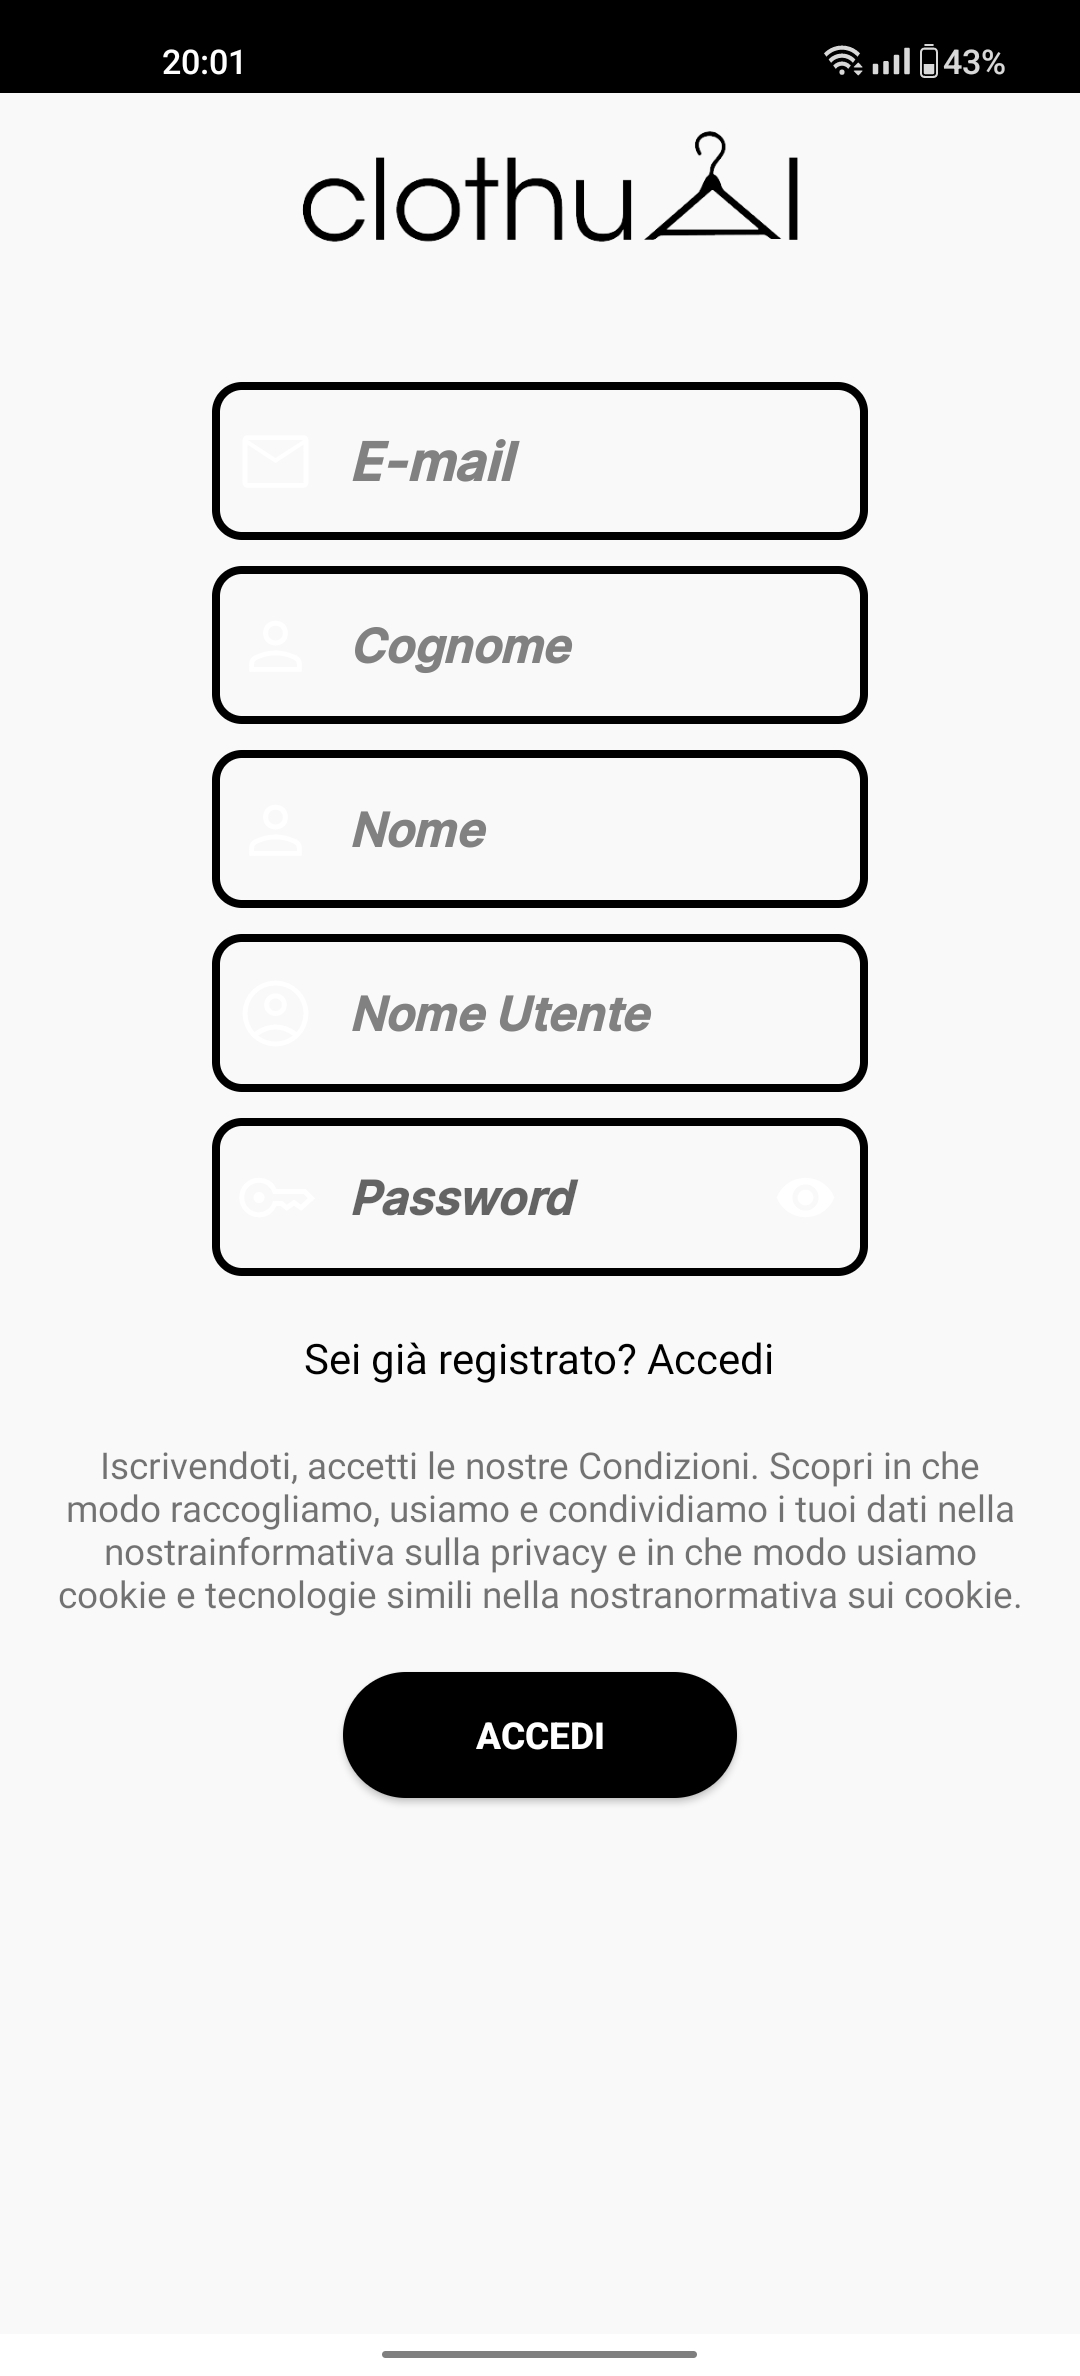 20:01 43%
clothual
E-mail
Cognome
Nome
Nome Utente
Password
Sei già registrato? Accedi
Iscrivendoti, accetti le nostre Condizioni. Scopri in che
modo raccogliamo, usiamo e condividiamo i tuoi dati nella
nostrainformativa sulla privacy e in che modo usiamo
cookie e tecnologie simili nella nostranormativa sui cookie.
ACCEDI